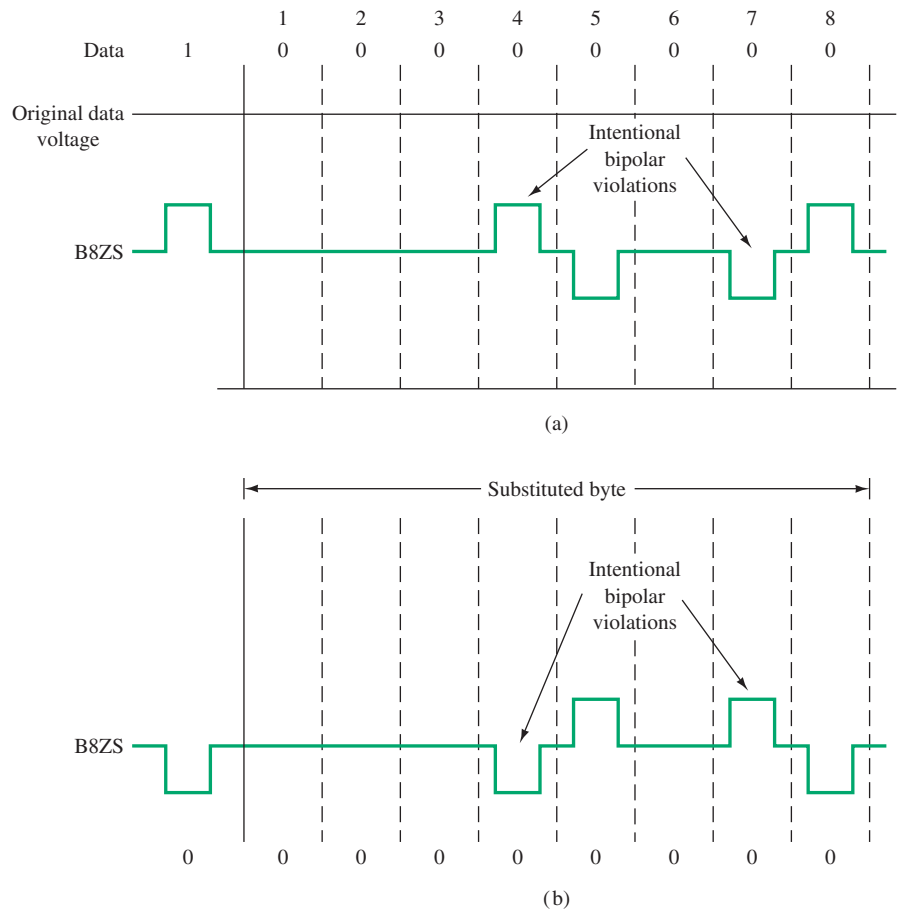 1 2 3 4 5 6 7 8
Data 1 0 0 0 0 0 0 0 0
Original data
voltage
Intentional
bipolar
violations
B8ZS
(a)
Substituted byte
Intentional
bipolar
violations
B8ZS
0 0 0 0 0 0 0 0 0
(b)